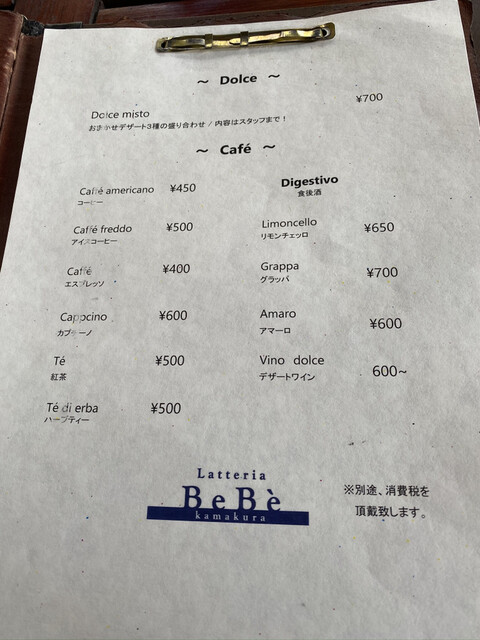 ～ Dolce ～
Dolce misto ¥700
おまかせデザート3種の盛り合わせ / 内容はスタッフまで！
～ Café ～
Caffé americano ¥450
コーヒー
Caffé freddo ¥500
アイスコーヒー
Caffé ¥400
エスプレッソ
Cappcino ¥600
カプチーノ
Té ¥500
紅茶
Té di erba ¥500
ハーブティー
Digestivo
食後酒
Limoncello ¥650
リモンチェッロ
Grappa ¥700
グラッパ
Amaro ¥600
アマーロ
Vino dolce 600~
デザートワイン
Latteria
BeBè
kamakura
※別途、消費税を
頂戴致します。